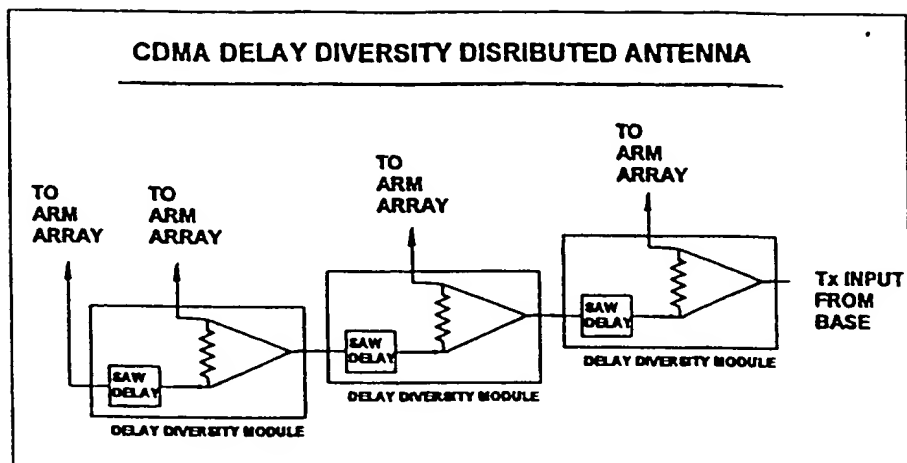 CDMA DELAY DIVERSITY DISRIBUTED ANTENNA
TO
ARM
ARRAY
TO
ARM
ARRAY
TO
ARM
ARRAY
TO
ARM
ARRAY
Tx INPUT
FROM
BASE
SAW
DELAY
DELAY DIVERSITY MODULE
SAW
DELAY
DELAY DIVERSITY MODULE
SAW
DELAY
DELAY DIVERSITY MODULE